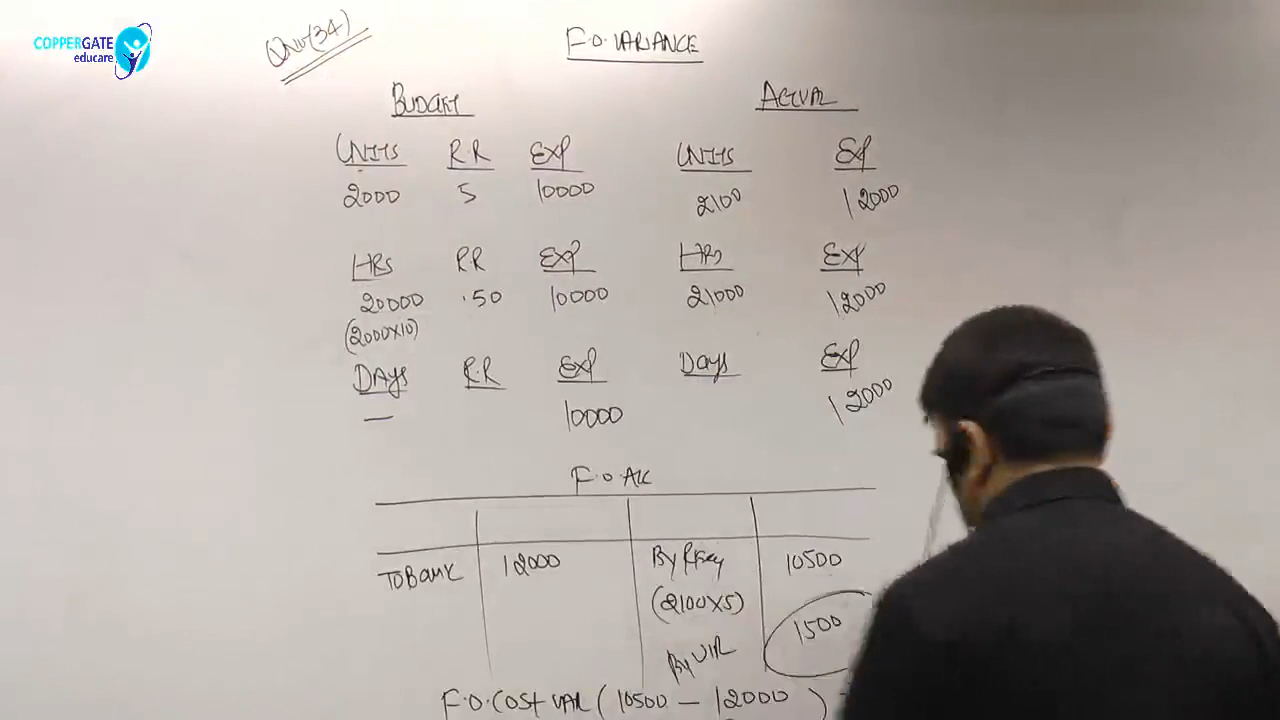 COPPERGATE
educare
QNO(34)
F.O. VARIANCE
BUDGET
ACTUAL
UNITS R.R EXP UNITS EXP
2000 5 10000 2100 12000
HRS R.R EXP HRS EXP
20000 .50 10000 21000 12000
(2000X10)
DAYS R.R EXP DAYS EXP
— 10000 12000
F.O. A/C
TO BANK 12000 By 10500
(2100X5)
By VAR 1500
F.O. COST VAR (10500 – 12000)